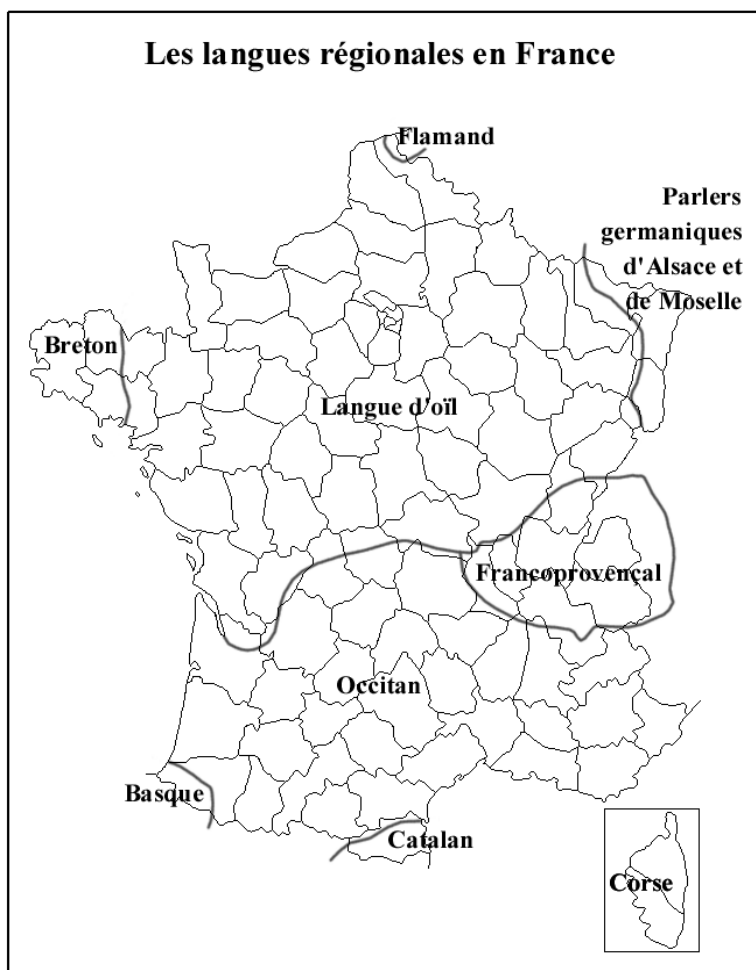 Les langues régionales en France
Flamand
Parlers
germaniques
d'Alsace et
de Moselle
Breton
Langue d'oïl
Francoprovençal
Occitan
Basque
Catalan
Corse